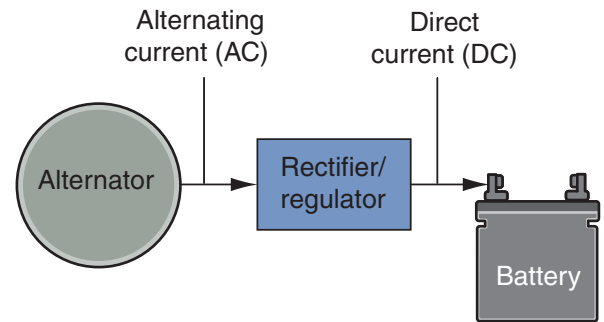 Alternating
current (AC)
Direct
current (DC)
Alternator
Rectifier/
regulator
Battery